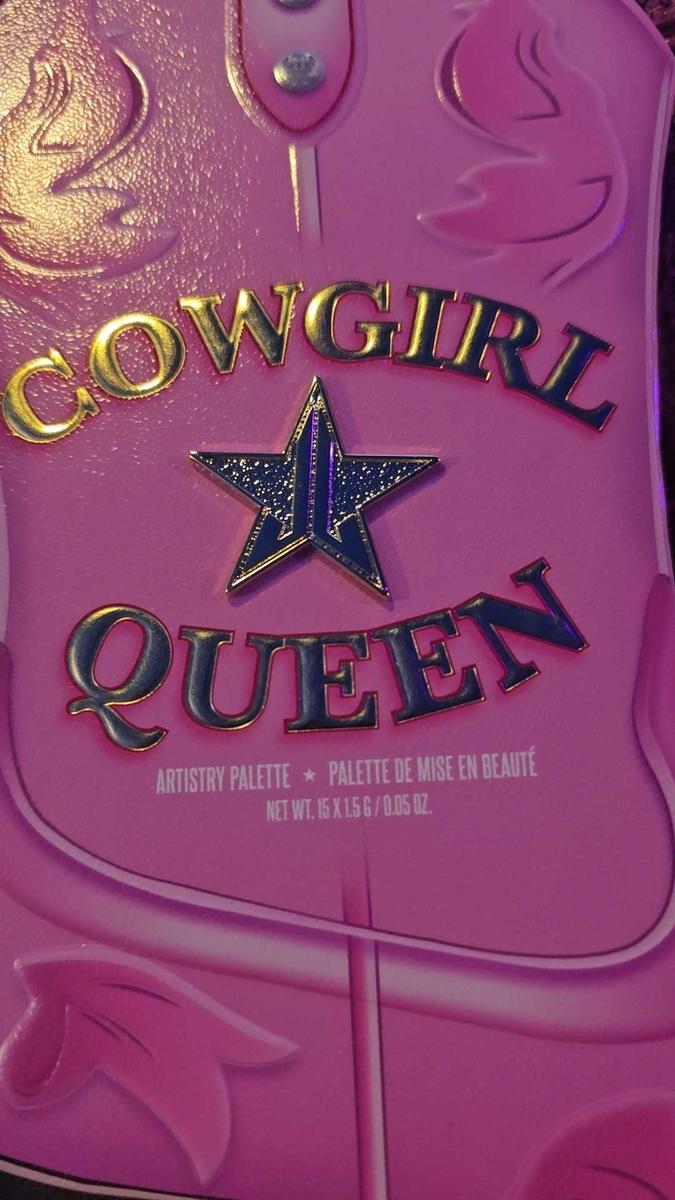 COWGIRL
QUEEN
ARTISTRY PALETTE ★ PALETTE DE MISE EN BEAUTÉ
NET WT. 15 X 1.5 G / 0.05 OZ.